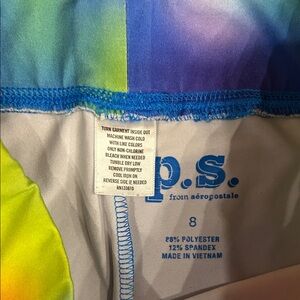 TURN GARMENT INSIDE OUT
MACHINE WASH COLD
WITH LIKE COLORS
ONLY NON-CHLORINE
BLEACH WHEN NEEDED
TUMBLE DRY LOW
REMOVE PROMPTLY
COOL IRON ON
REVERSE SIDE IF NEEDED
p.s.
from aéropostale
8
88% POLYESTER
12% SPANDEX
MADE IN VIETNAM